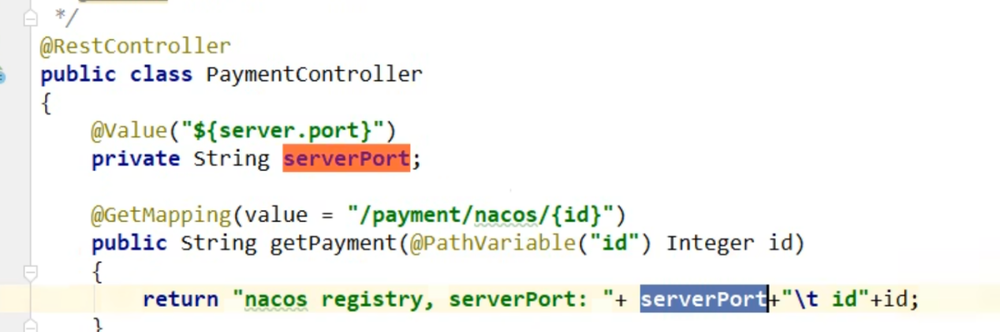 */
@RestController
public class PaymentController
{
@Value("${server.port}")
private String serverPort;
@GetMapping(value = "/payment/nacos/{id}")
public String getPayment(@PathVariable("id") Integer id)
{
return "nacos registry, serverPort: "+ serverPort+"\t id"+id;
}